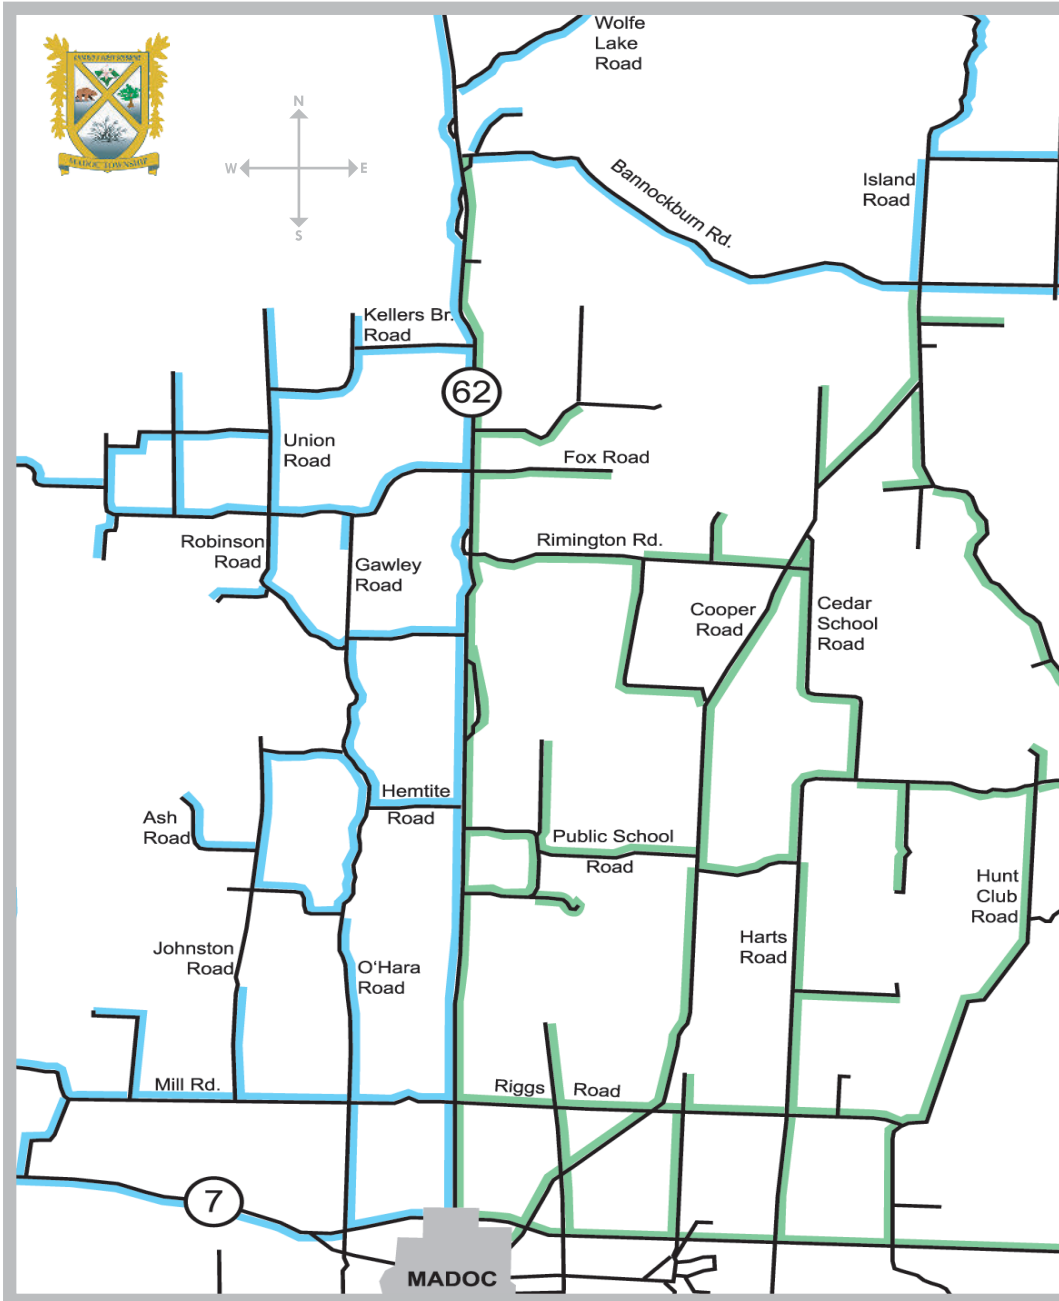 Wolfe
Lake
Road
N
W
E
S
MADOC TOWNSHIP
Bannockburn Rd.
Island
Road
Kellers Br.
Road
62
Union
Road
Fox Road
Robinson
Road
Gawley
Road
Rimington Rd.
Cooper
Road
Cedar
School
Road
Hemtite
Road
Ash
Road
Public School
Road
Hunt
Club
Road
Johnston
Road
O'Hara
Road
Harts
Road
Mill Rd.
Riggs Road
7
MADOC